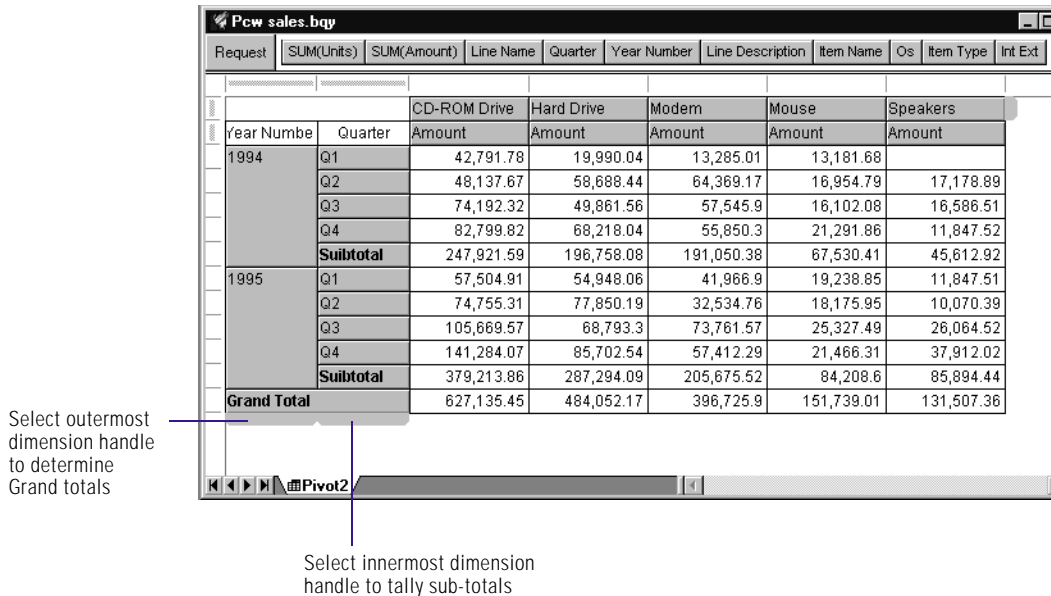 Pcw sales.bqy
Request SUM(Units) SUM(Amount) Line Name Quarter Year Number Line Description Item Name Os Item Type Int Ext
CD-ROM Drive Hard Drive Modem Mouse Speakers
Year Numbe Quarter Amount Amount Amount Amount Amount
1994 Q1 42,791.78 19,990.04 13,285.01 13,181.68
Q2 48,137.67 58,688.44 64,369.17 16,954.79 17,178.89
Q3 74,192.32 49,861.56 57,545.9 16,102.08 16,586.51
Q4 82,799.82 68,218.04 55,850.3 21,291.86 11,847.52
Suibtotal 247,921.59 196,758.08 191,050.38 67,530.41 45,612.92
1995 Q1 57,504.91 54,948.06 41,966.9 19,238.85 11,847.51
Q2 74,755.31 77,850.19 32,534.76 18,175.95 10,070.39
Q3 105,669.57 68,793.3 73,761.57 25,327.49 26,064.52
Q4 141,284.07 85,702.54 57,412.29 21,466.31 37,912.02
Suibtotal 379,213.86 287,294.09 205,675.52 84,208.6 85,894.44
Grand Total 627,135.45 484,052.17 396,725.9 151,739.01 131,507.36
Select outermost
dimension handle
to determine
Grand totals
Pivot2
Select innermost dimension
handle to tally sub-totals